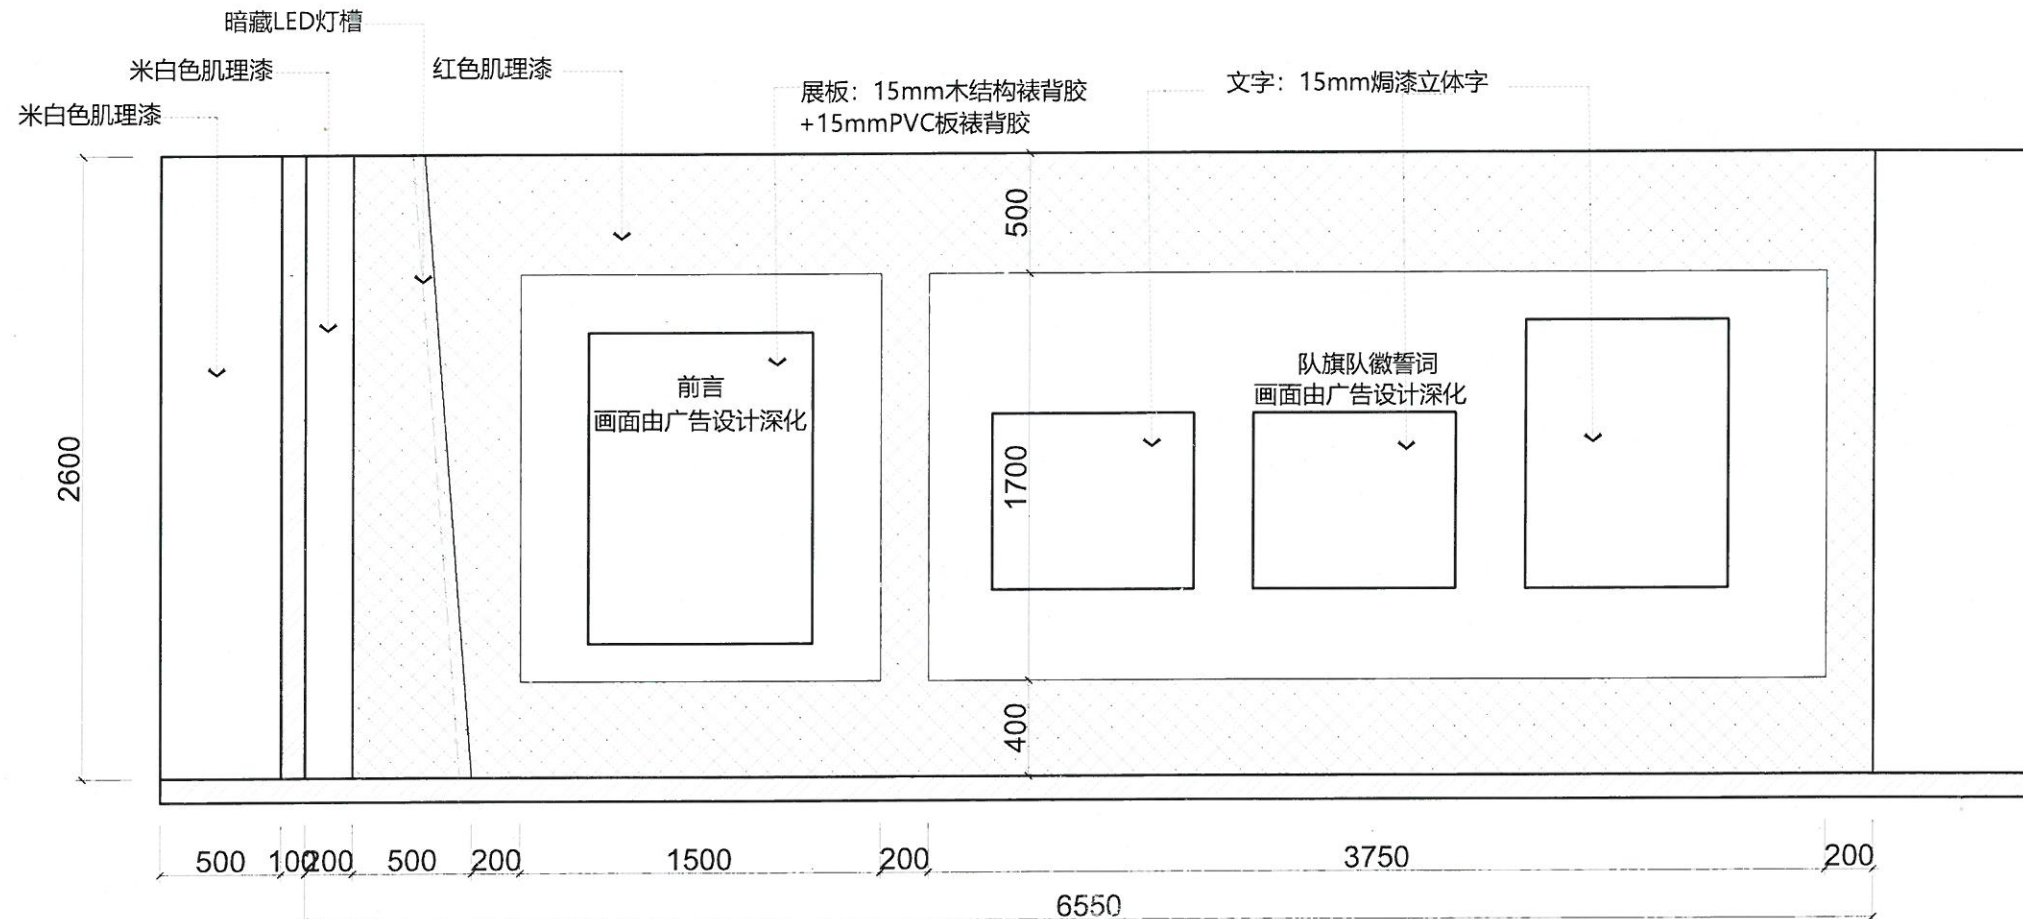 暗藏LED灯槽
米白色肌理漆
红色肌理漆
米白色肌理漆
展板：15mm木结构裱背胶
+15mmPVC板裱背胶
文字：15mm焗漆立体字
500
前言
画面由广告设计深化
队旗队徽誓词
画面由广告设计深化
2600
1700
400
500 100 200 500 200 1500 200 3750 200
6550